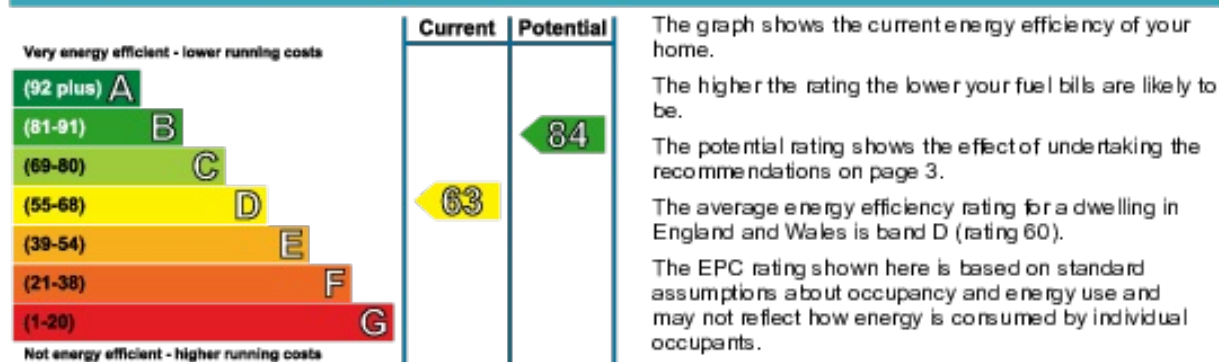 Current Potential
Very energy efficient - lower running costs
(92 plus) A
(81-91) B
84
(69-80) C
(55-68) D
63
(39-54) E
(21-38) F
(1-20) G
Not energy efficient - higher running costs
The graph shows the current energy efficiency of your
home.
The higher the rating the lower your fuel bills are likely to
be.
The potential rating shows the effect of undertaking the
recommendations on page 3.
The average energy efficiency rating for a dwelling in
England and Wales is band D (rating 60).
The EPC rating shown here is based on standard
assumptions about occupancy and energy use and
may not reflect how energy is consumed by individual
occupants.